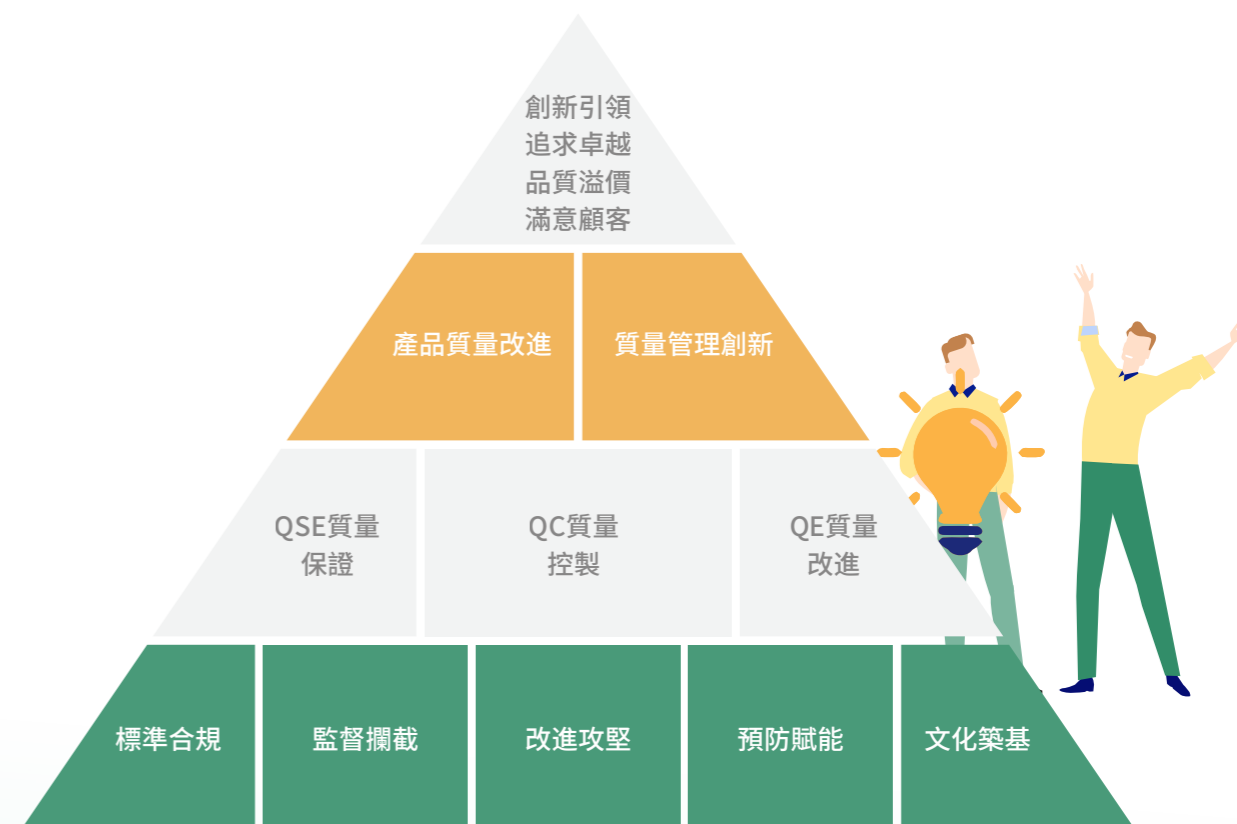 創新引領
追求卓越
品質溢價
滿意顧客
產品質量改進
質量管理創新
QSE質量
保證
QC質量
控製
QE質量
改進
標準合規
監督攔截
改進攻堅
預防賦能
文化築基